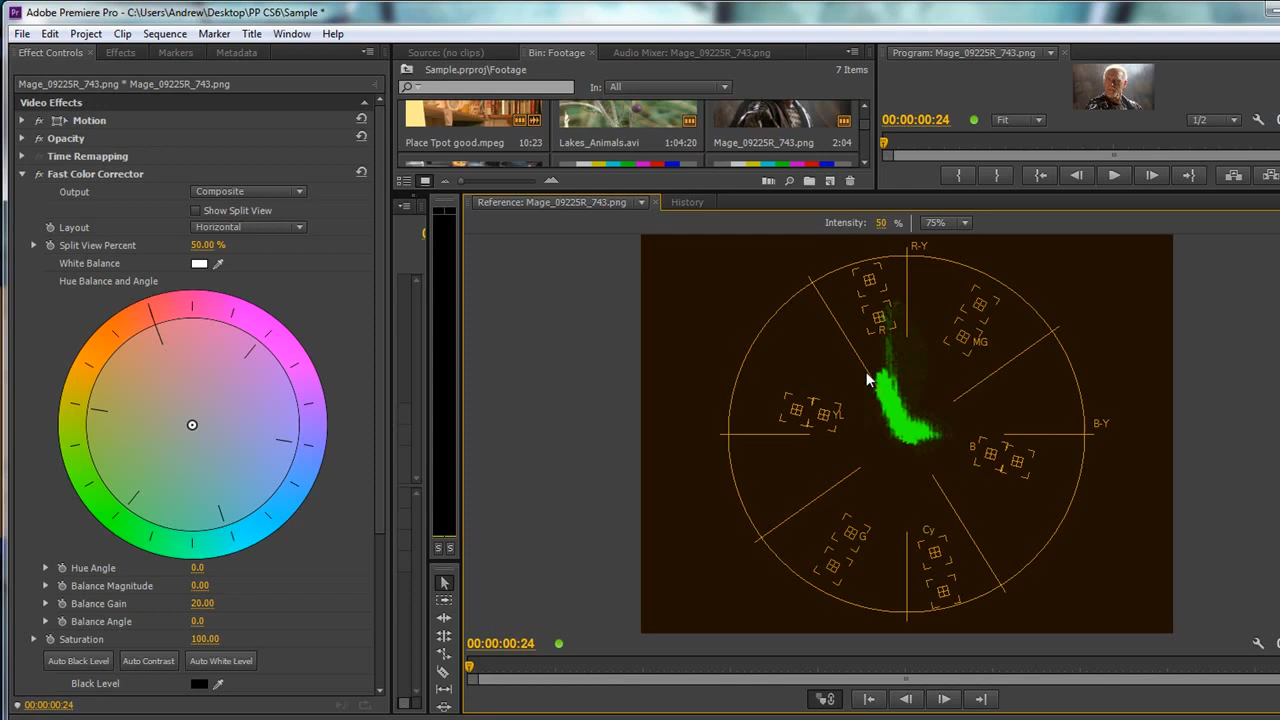 Adobe Premiere Pro - C:\Users\Andrew\Desktop\PP CS6\Sample *
File Edit Project Clip Sequence Marker Title Window Help
Effect Controls Effects Markers Metadata
Source: (no clips) Bin: Footage Audio Mixer: Mage_09225R_743.png
Program: Mage_09225R_743.png
Mage_09225R_743.png * Mage_09225R_743.png
Sample.prproj\Footage 7 Items
In: All
Video Effects
fx Motion
fx Opacity
Time Remapping
fx Fast Color Corrector
Output Composite
Show Split View
Layout Horizontal
Split View Percent 50.00 %
White Balance
Hue Balance and Angle
Hue Angle 0.0
Balance Magnitude 0.00
Balance Gain 20.00
Balance Angle 0.0
Saturation 100.00
Auto Black Level Auto Contrast Auto White Level
Black Level
00:00:00:24
Place Tpot good.mpeg 10:23
Lakes_Animals.avi 1:04:20
Mage_09225R_743.png 2:04
00:00:00:24 Fit 1/2
Reference: Mage_09225R_743.png History
Intensity: 50 % 75%
R-Y
R
MG
YL
B-Y
B
G
Cy
S S
00:00:00:24